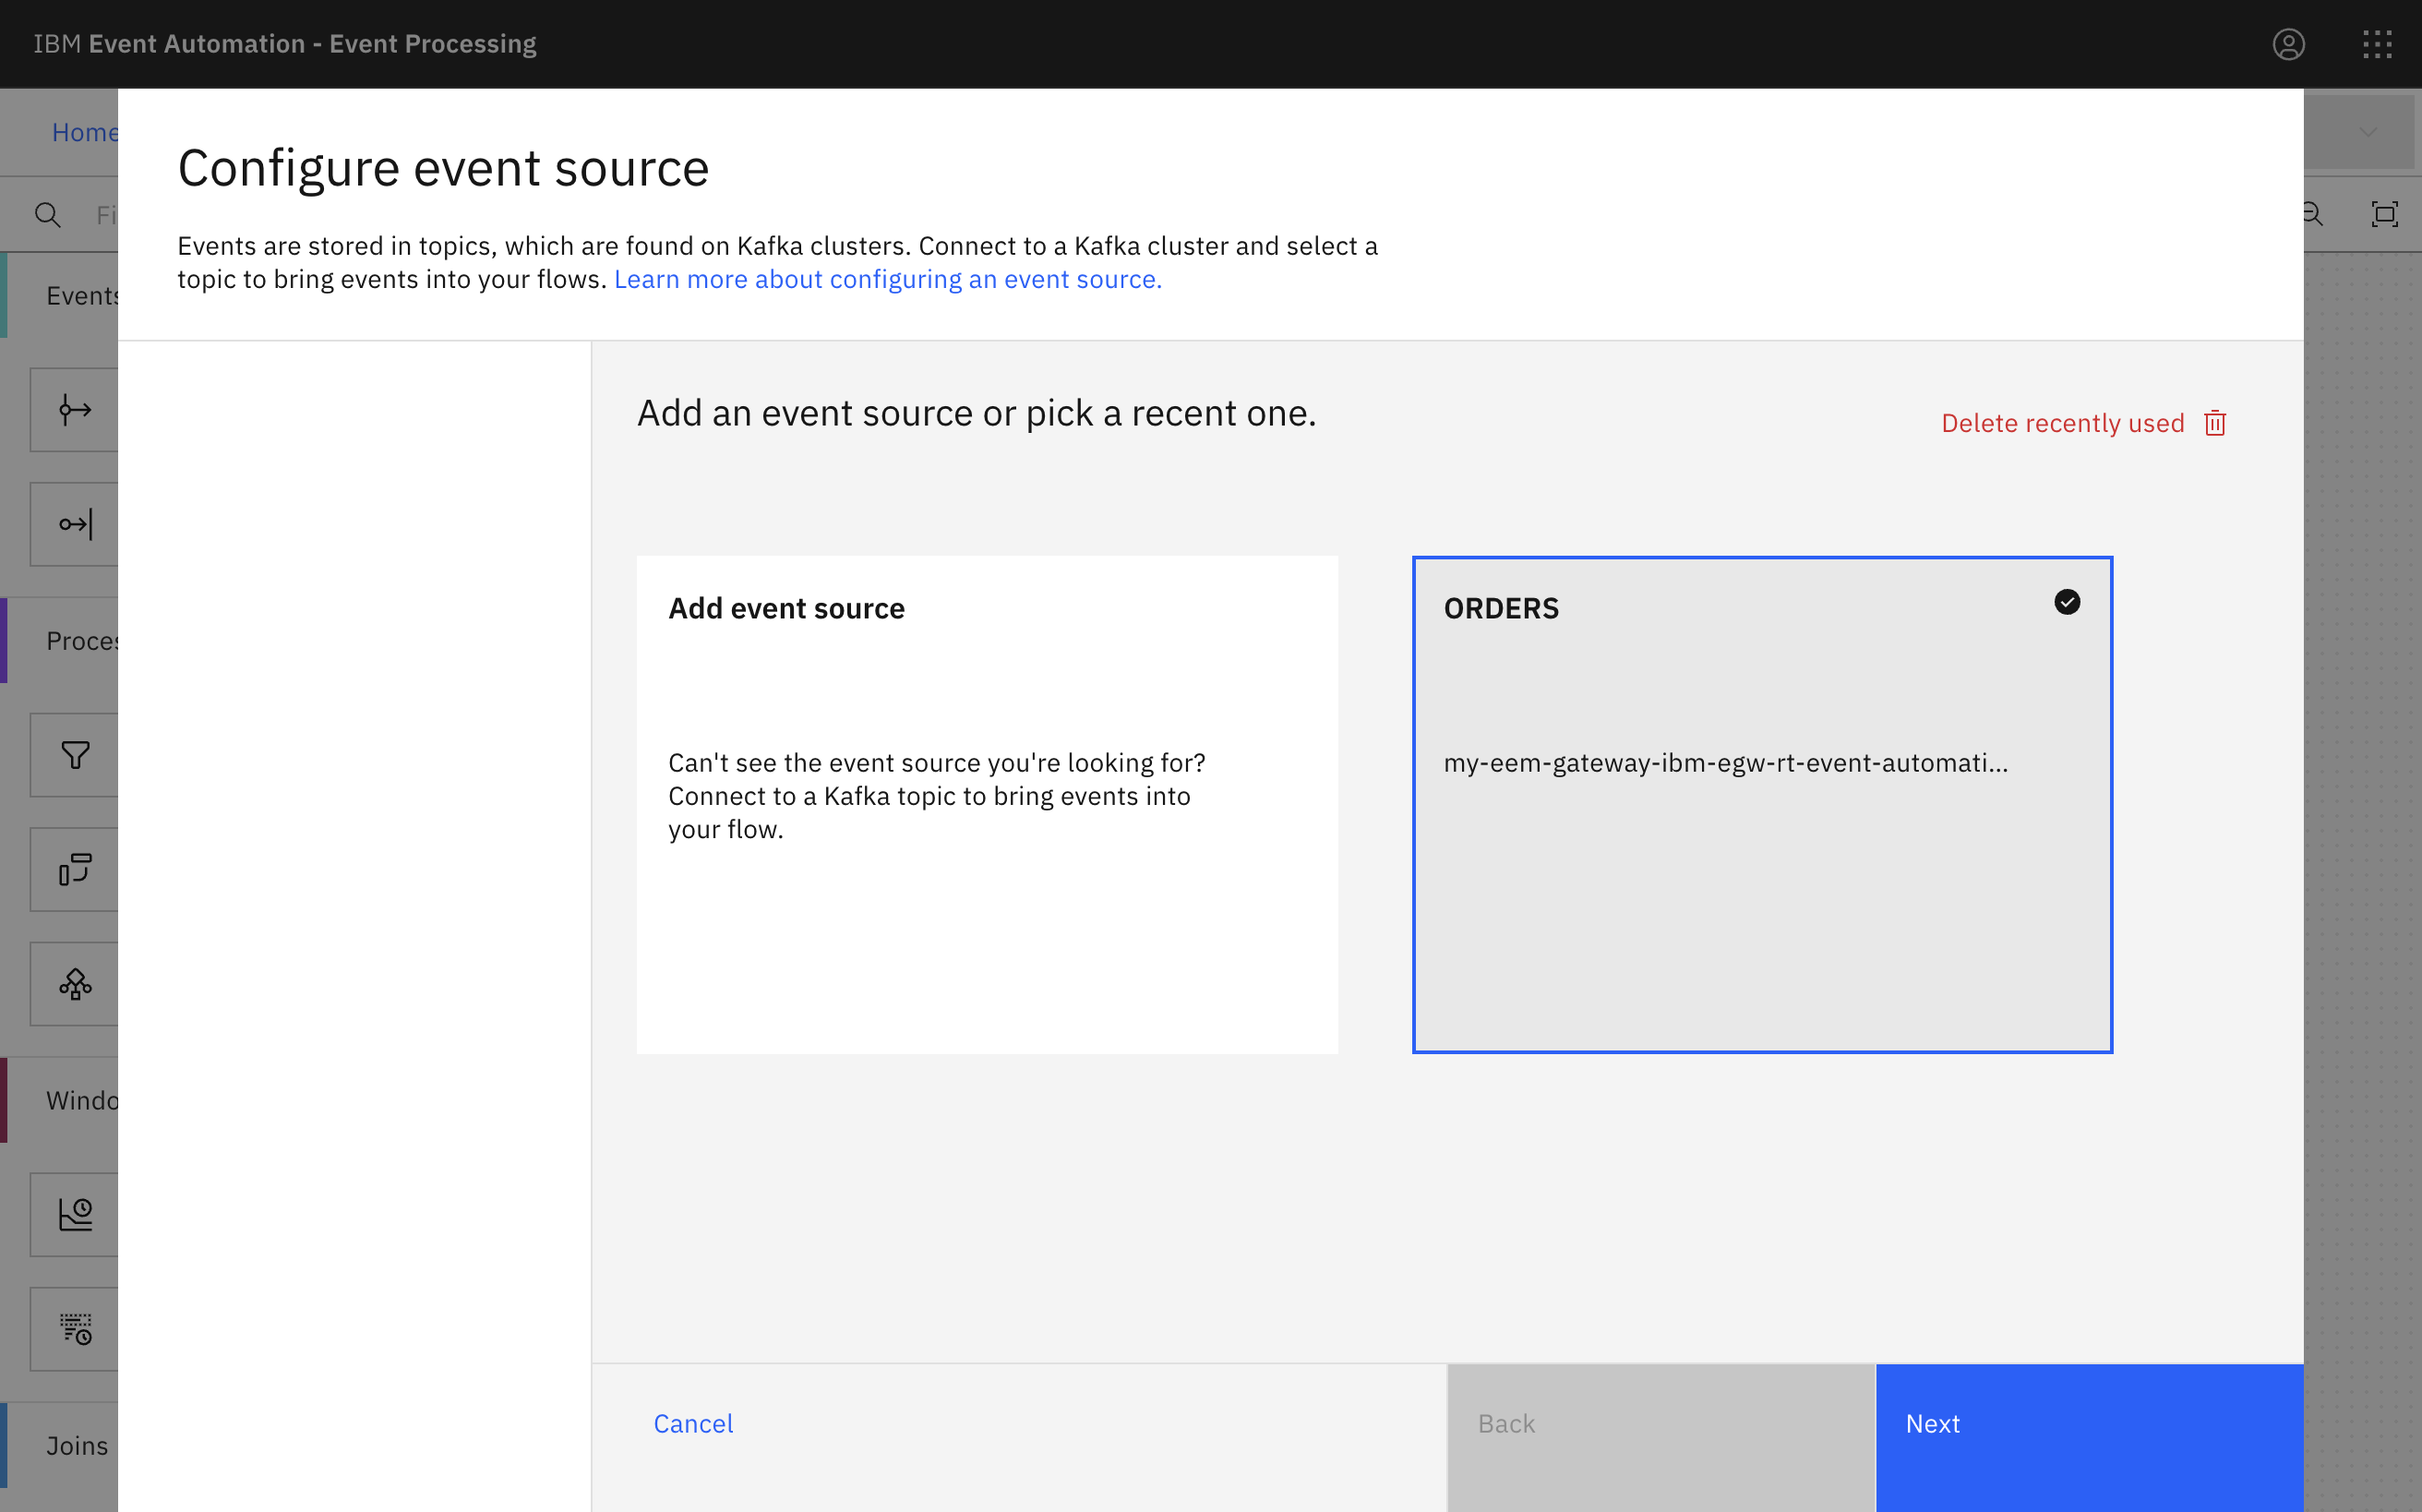 IBM Event Automation - Event Processing
Home
Configure event source
Events are stored in topics, which are found on Kafka clusters. Connect to a Kafka cluster and select a
topic to bring events into your flows. Learn more about configuring an event source.
Fi
Events
Add an event source or pick a recent one.
Delete recently used
Add event source
Can't see the event source you're looking for?
Connect to a Kafka topic to bring events into
your flow.
ORDERS
my-eem-gateway-ibm-egw-rt-event-automati...
Proces
Windo
Joins
Cancel
Back
Next